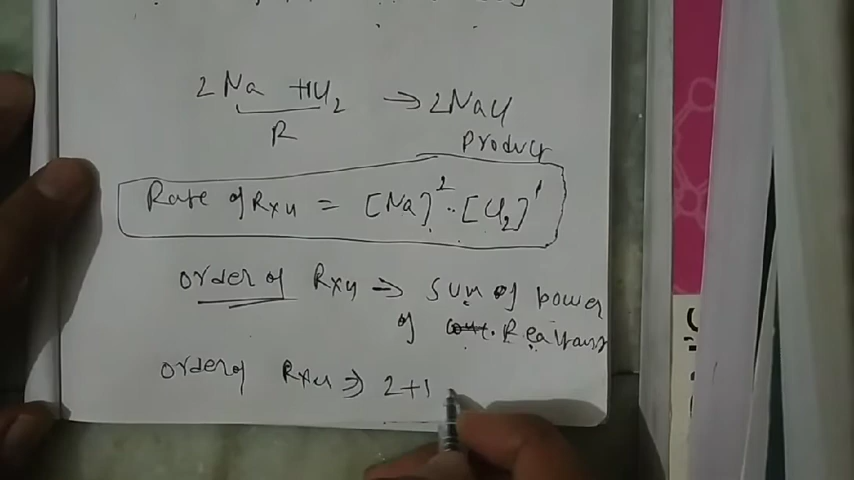 2Na + Cl2 → 2NaCl
R
Product
Rate of Rxn = [Na]^2 . [Cl2]^1
order of Rxn ⇒ sum of power
of Reactans
order of Rxn ⇒ 2+1